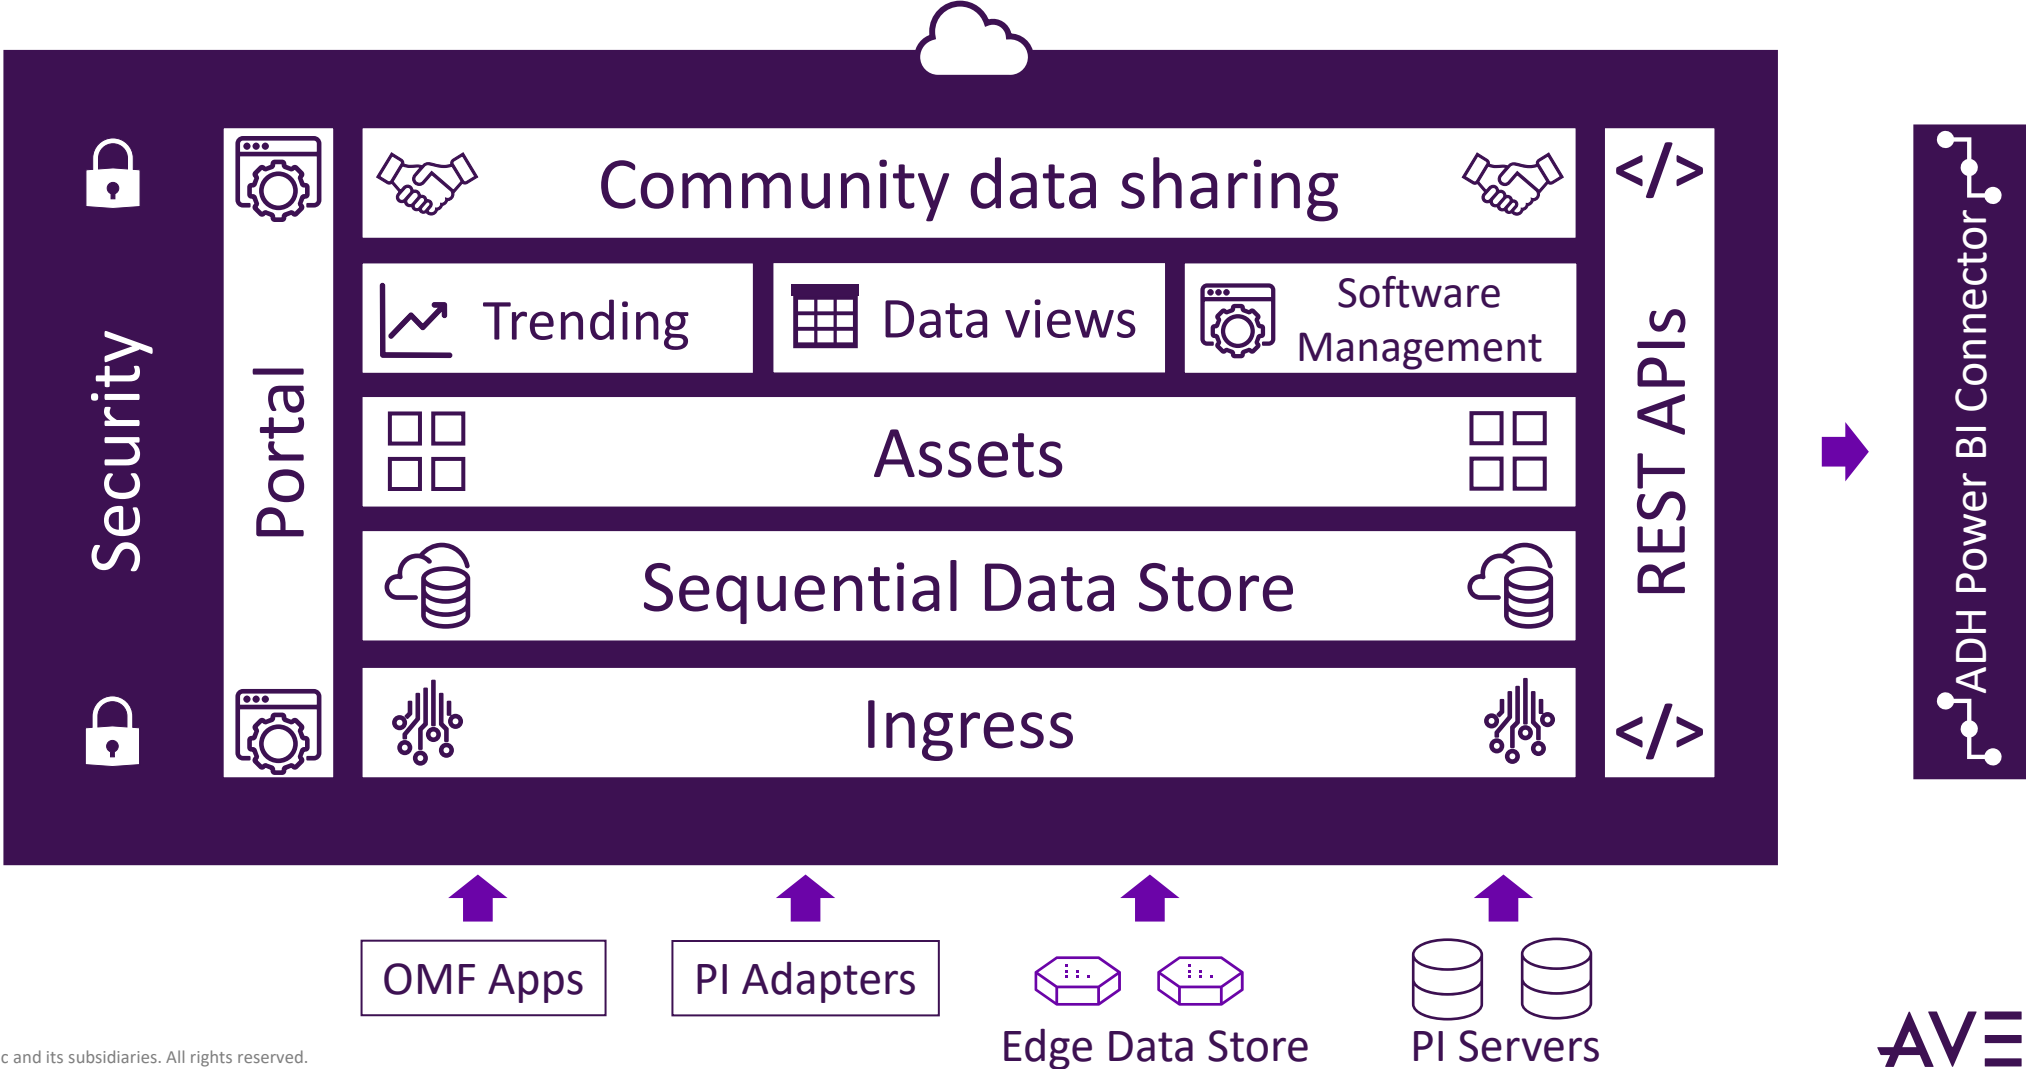 Security
Portal
Community data sharing
Trending
Data views
Software
Management
Assets
Sequential Data Store
Ingress
</>
REST APIs
</>
ADH Power BI Connector
OMF Apps
PI Adapters
Edge Data Store
PI Servers
c and its subsidiaries. All rights reserved.
AVE